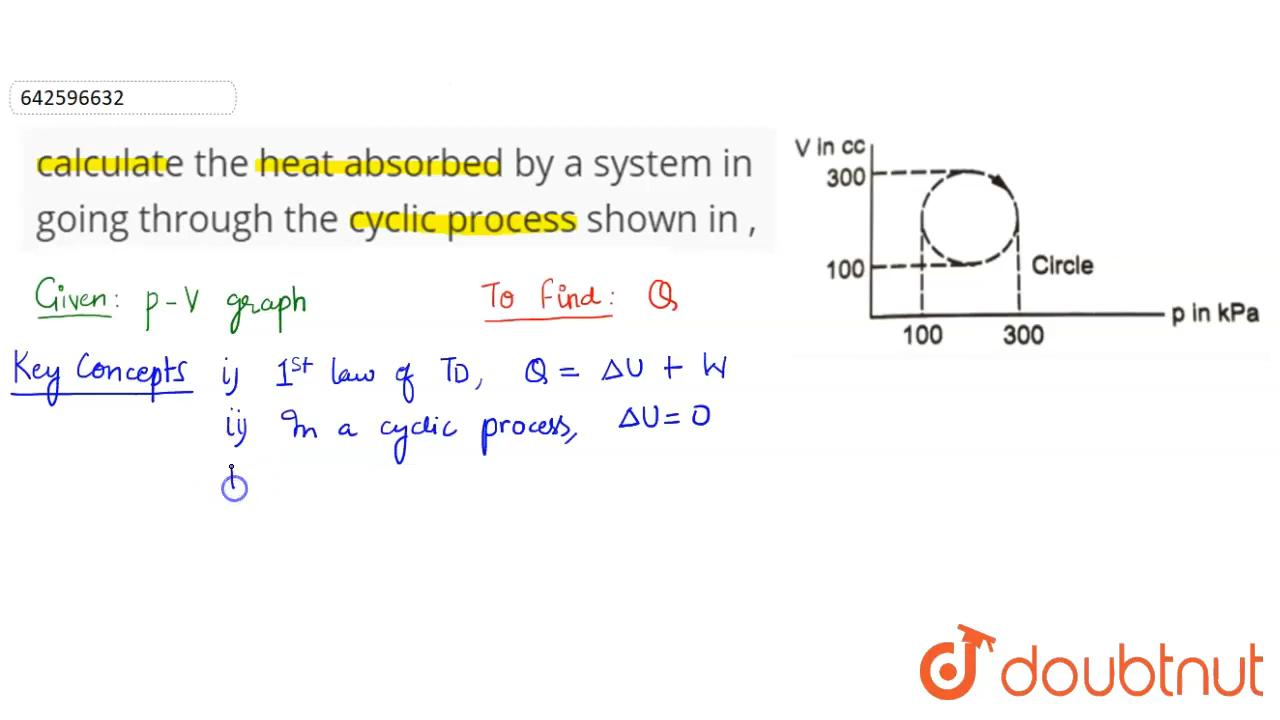 642596632
calculate the heat absorbed by a system in
going through the cyclic process shown in ,
V in cc
300
100
Circle
p in kPa
100 300
Given: p-V graph To Find: Q
Key Concepts i) 1st law of TD, Q = ΔU + W
ii) In a cyclic process, ΔU = 0
doubtnut